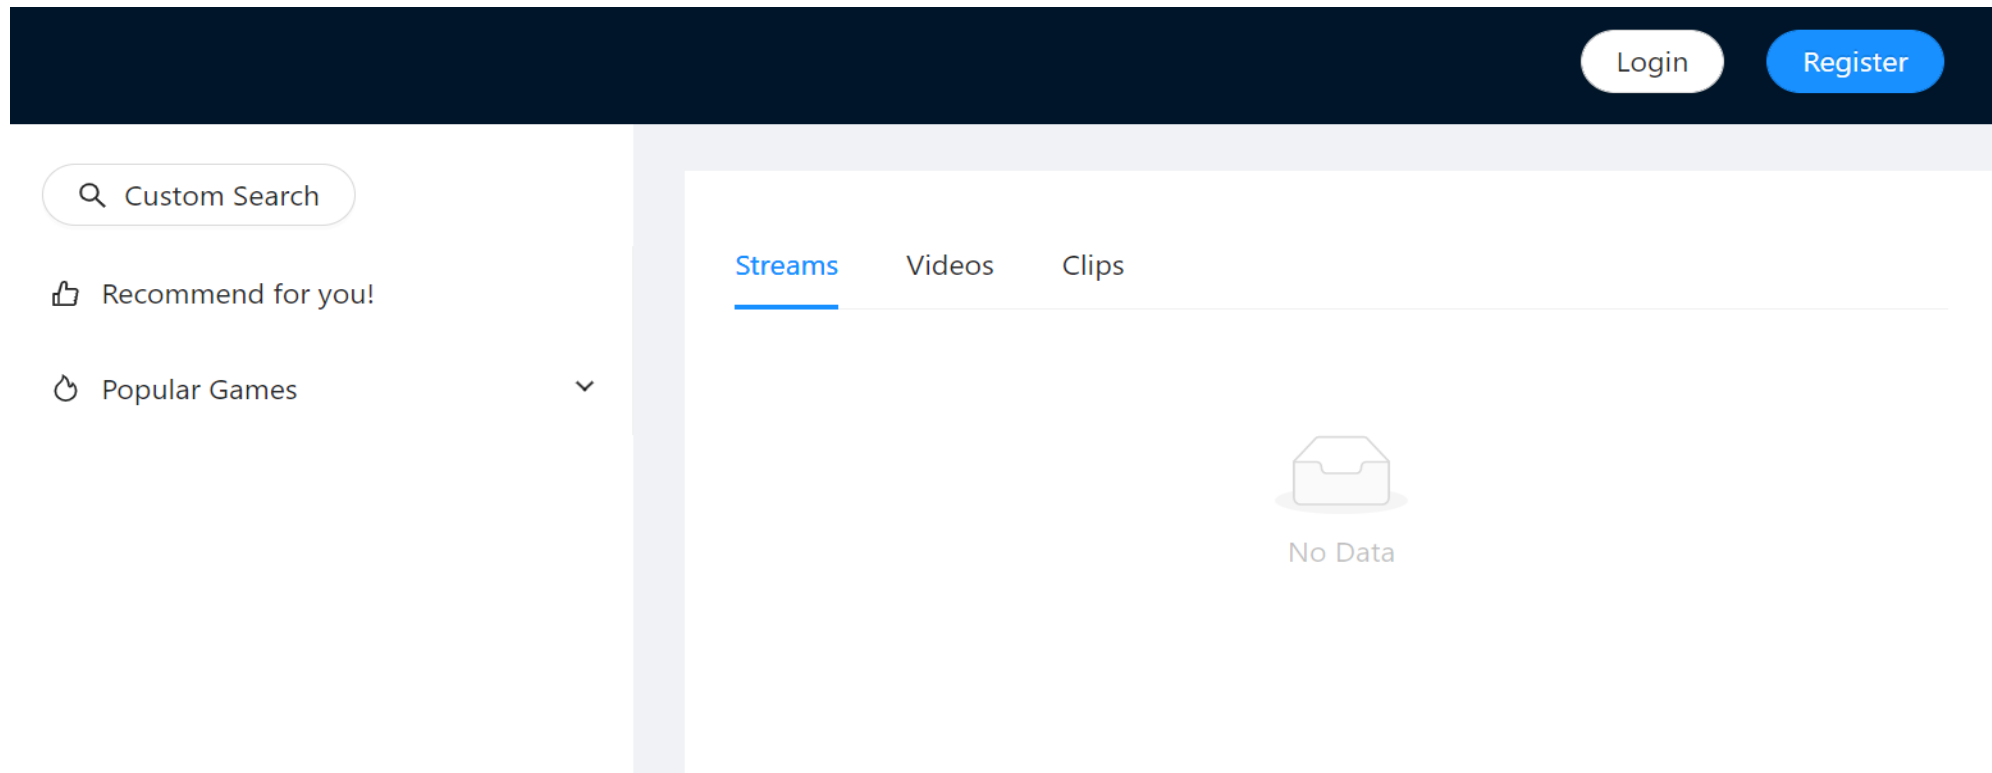 Login
Register
Custom Search
Recommend for you!
Popular Games
Streams
Videos
Clips
No Data